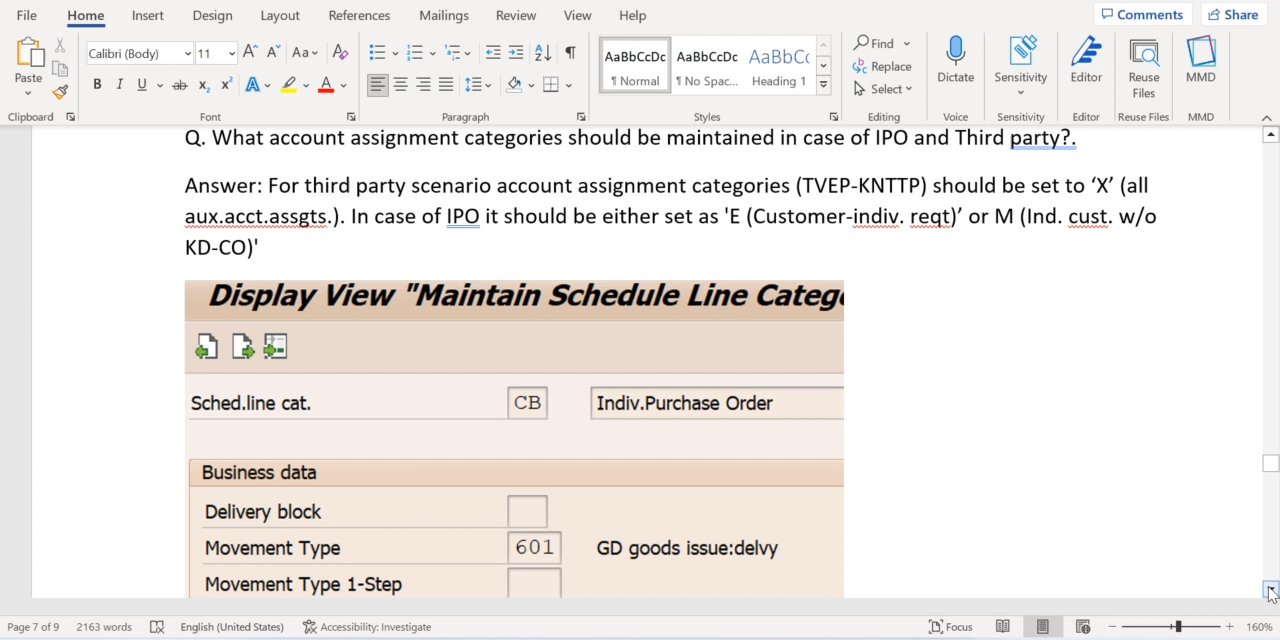 File Home Insert Design Layout References Mailings Review View Help Comments Share
Calibri (Body) 11 Aa
Paste
B I U ab x₂ x² A A
Clipboard Font Paragraph
AaBbCcDc AaBbCcDc AaBbCc
¶ Normal ¶ No Spac... Heading 1
Styles
Find
Replace
Select
Editing
Dictate
Voice
Sensitivity
Sensitivity
Editor
Editor
Reuse
Files
Reuse Files
MMD
MMD
Q. What account assignment categories should be maintained in case of IPO and Third party?.
Answer: For third party scenario account assignment categories (TVEP-KNTTP) should be set to ‘X’ (all
aux.acct.assgts.). In case of IPO it should be either set as 'E (Customer-indiv. reqt)’ or M (Ind. cust. w/o
KD-CO)'
Display View "Maintain Schedule Line Catego
Sched.line cat. CB Indiv.Purchase Order
Business data
Delivery block
Movement Type 601 GD goods issue:delvy
Movement Type 1-Step
Page 7 of 9 2163 words English (United States) Accessibility: Investigate Focus 160%